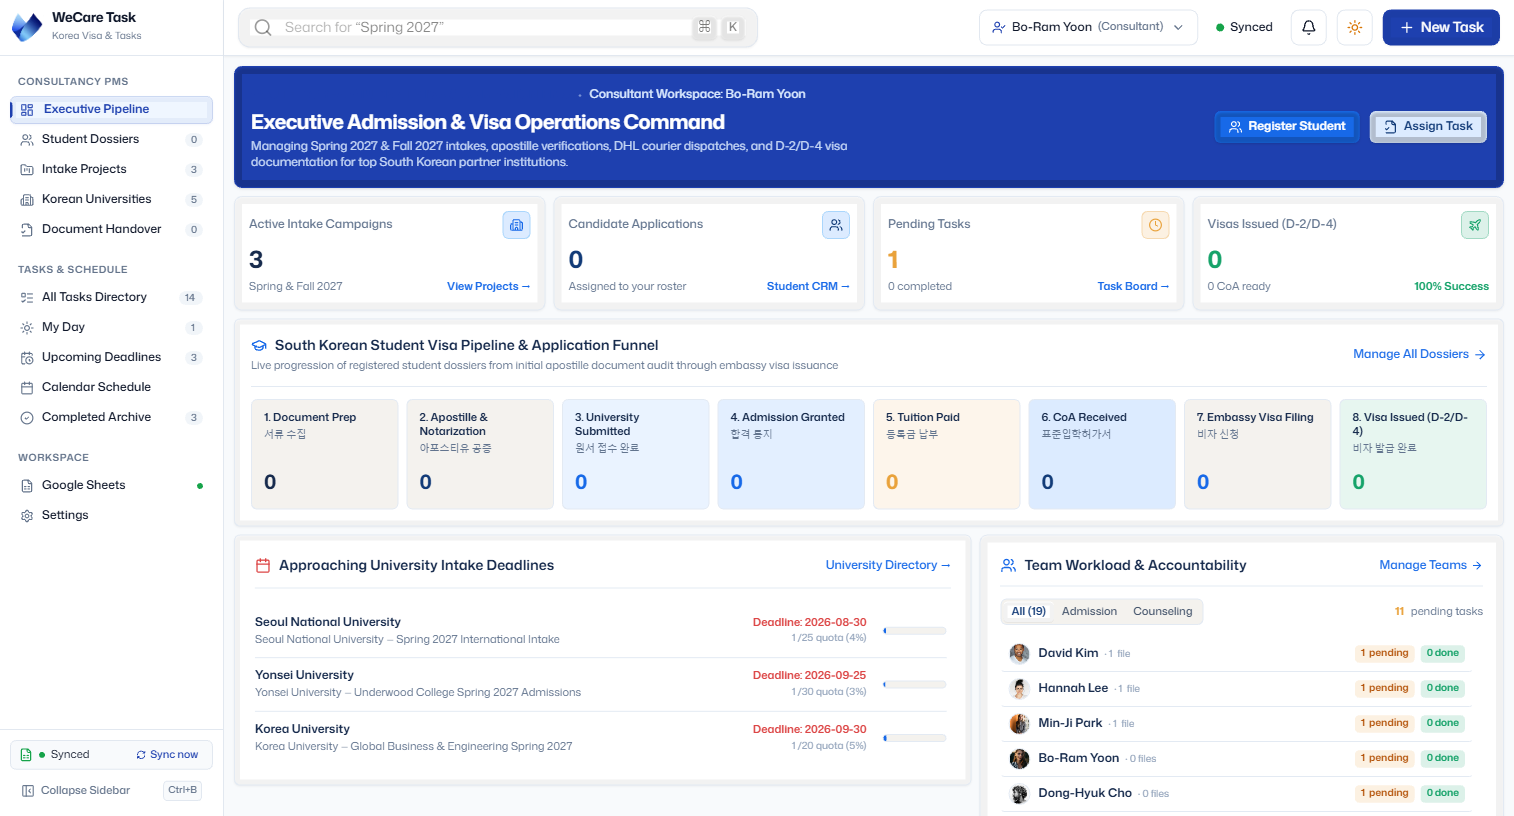 WeCare Task
Korea Visa & Tasks
Search for “Spring 2027”
⌘ K
Bo-Ram Yoon (Consultant)
Synced
New Task
CONSULTANCY PMS
Executive Pipeline
Student Dossiers 0
Intake Projects 3
Korean Universities 5
Document Handover 0
TASKS & SCHEDULE
All Tasks Directory 14
My Day 1
Upcoming Deadlines 3
Calendar Schedule
Completed Archive 3
WORKSPACE
Google Sheets
Settings
Synced Sync now
Collapse Sidebar Ctrl+B
Consultant Workspace: Bo-Ram Yoon
Executive Admission & Visa Operations Command
Managing Spring 2027 & Fall 2027 intakes, apostille verifications, DHL courier dispatches, and D-2/D-4 visa
documentation for top South Korean partner institutions.
Register Student
Assign Task
Active Intake Campaigns
3
Spring & Fall 2027 View Projects →
Candidate Applications
0
Assigned to your roster Student CRM →
Pending Tasks
1
0 completed Task Board →
Visas Issued (D-2/D-4)
0
0 CoA ready 100% Success
South Korean Student Visa Pipeline & Application Funnel
Live progression of registered student dossiers from initial apostille document audit through embassy visa issuance
Manage All Dossiers →
1. Document Prep
서류 수집
0
2. Apostille &
Notarization
아포스티유 공증
0
3. University
Submitted
원서 접수 완료
0
4. Admission Granted
합격 통지
0
5. Tuition Paid
등록금 납부
0
6. CoA Received
표준입학허가서
0
7. Embassy Visa Filing
비자 신청
0
8. Visa Issued (D-2/D-
4)
비자 발급 완료
0
Approaching University Intake Deadlines
University Directory →
Seoul National University
Seoul National University – Spring 2027 International Intake
Deadline: 2026-08-30
1/25 quota (4%)
Yonsei University
Yonsei University – Underwood College Spring 2027 Admissions
Deadline: 2026-09-25
1/30 quota (3%)
Korea University
Korea University – Global Business & Engineering Spring 2027
Deadline: 2026-09-30
1/20 quota (5%)
Team Workload & Accountability
Manage Teams →
All (19) Admission Counseling
11 pending tasks
David Kim · 1 file 1 pending 0 done
Hannah Lee · 1 file 1 pending 0 done
Min-Ji Park · 1 file 1 pending 0 done
Bo-Ram Yoon · 0 files 1 pending 0 done
Dong-Hyuk Cho · 0 files 1 pending 0 done